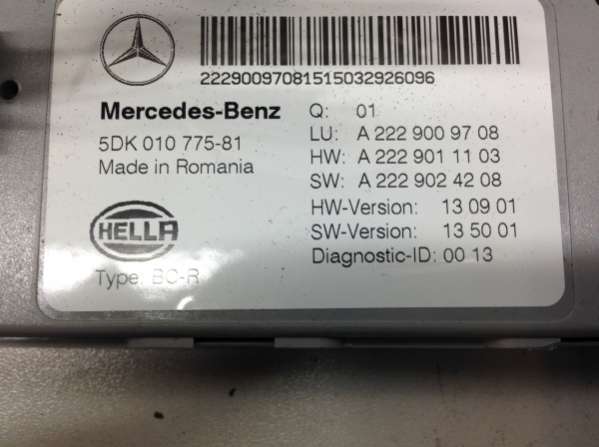 22290097081515032926096
Mercedes-Benz
5DK 010 775-81
Made in Romania
HELLA
Type: BC-R
Q: 01
LU: A 222 900 97 08
HW: A 222 901 11 03
SW: A 222 902 42 08
HW-Version: 13 09 01
SW-Version: 13 50 01
Diagnostic-ID: 00 13